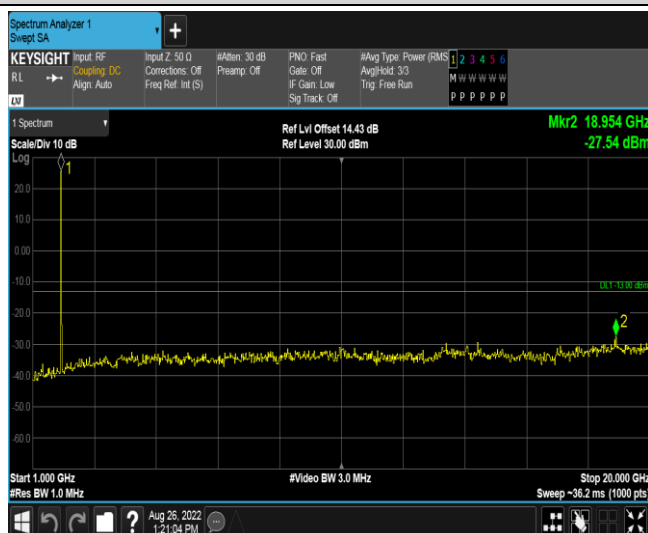 Spectrum Analyzer 1
Swept SA
+
KEYSIGHT
RL
LXI
Input: RF
Coupling: DC
Align: Auto
Input Z: 50 Ω
Corrections: Off
Freq Ref: Int (S)
#Atten: 30 dB
Preamp: Off
PNO: Fast
Gate: Off
IF Gain: Low
Sig Track: Off
#Avg Type: Power (RMS
Avg|Hold: 3/3
Trig: Free Run
1 2 3 4 5 6
M W W W W W
P P P P P P
1 Spectrum
Scale/Div 10 dB
Log
Ref Lvl Offset 14.43 dB
Ref Level 30.00 dBm
Mkr2 18.954 GHz
-27.54 dBm
1
20.0
10.0
0.00
-10.0
DL1 -13.00 dBm
-20.0
2
-30.0
-40.0
-50.0
-60.0
Start 1.000 GHz
#Video BW 3.0 MHz
Stop 20.000 GHz
#Res BW 1.0 MHz
Sweep ~36.2 ms (1000 pts)
?
Aug 26, 2022
1:21:04 PM